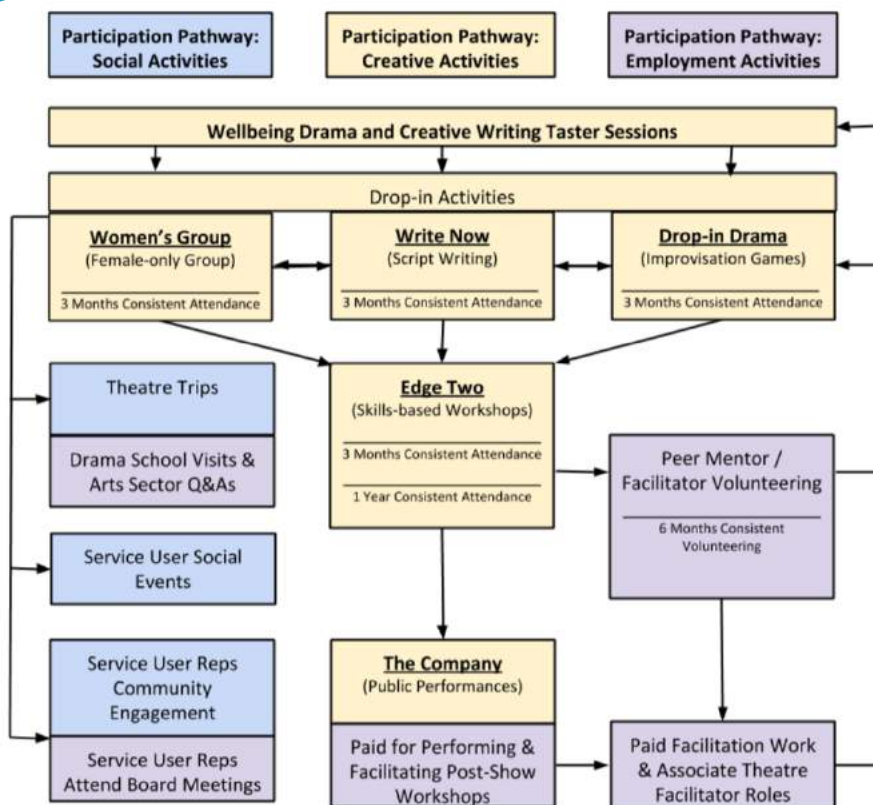 Participation Pathway:
Social Activities
Participation Pathway:
Creative Activities
Participation Pathway:
Employment Activities
Wellbeing Drama and Creative Writing Taster Sessions
Drop-in Activities
Women's Group
(Female-only Group)
3 Months Consistent Attendance
Write Now
(Script Writing)
3 Months Consistent Attendance
Drop-in Drama
(Improvisation Games)
3 Months Consistent Attendance
Theatre Trips
Drama School Visits &
Arts Sector Q&As
Edge Two
(Skills-based Workshops)
3 Months Consistent Attendance
1 Year Consistent Attendance
Peer Mentor /
Facilitator Volunteering
6 Months Consistent
Volunteering
Service User Social
Events
Service User Reps
Community
Engagement
Service User Reps
Attend Board Meetings
The Company
(Public Performances)
Paid for Performing &
Facilitating Post-Show
Workshops
Paid Facilitation Work
& Associate Theatre
Facilitator Roles